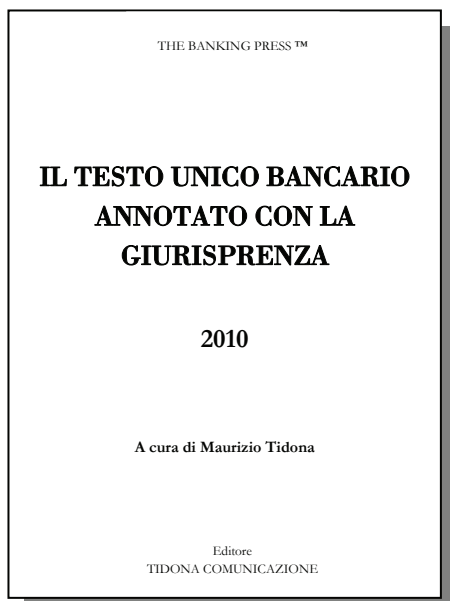 THE BANKING PRESS ™
IL TESTO UNICO BANCARIO
ANNOTATO CON LA
GIURISPRENZA
2010
A cura di Maurizio Tidona
Editore
TIDONA COMUNICAZIONE